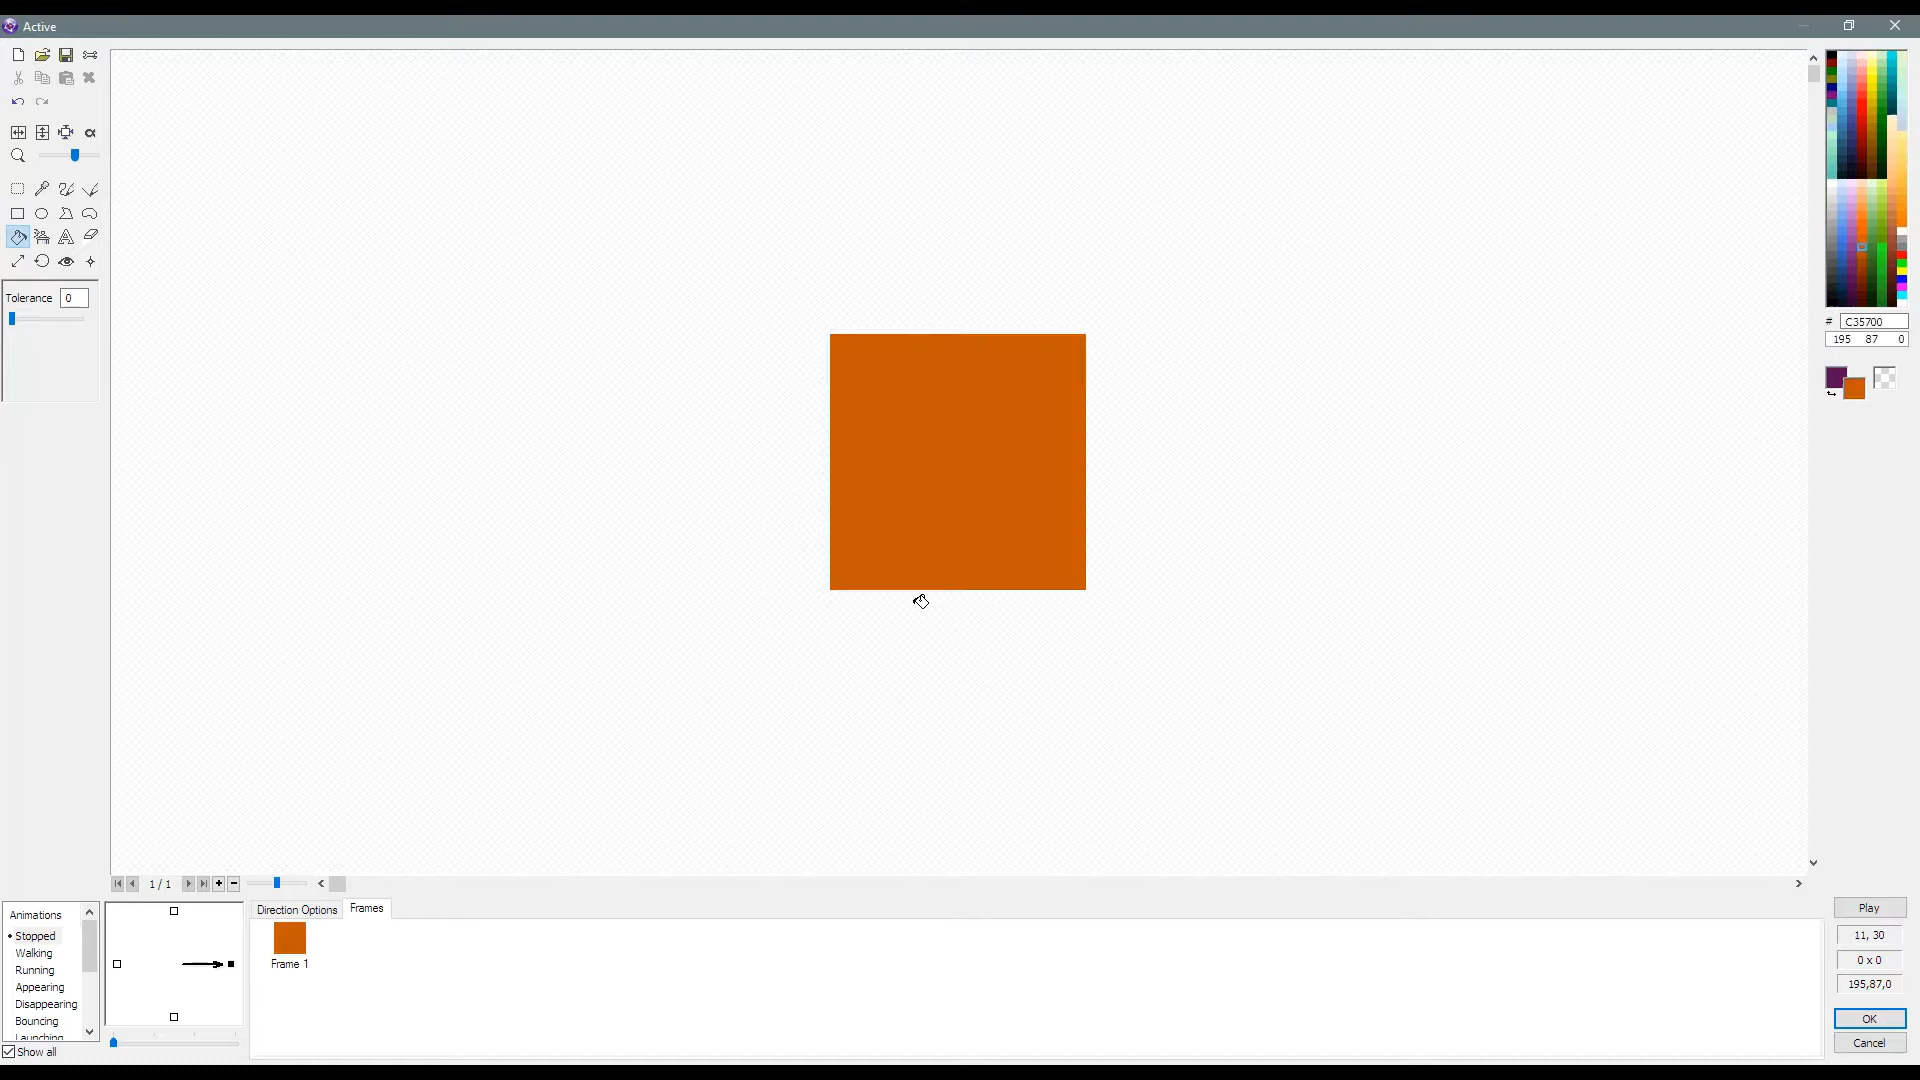 Active
Tolerance 0
# C35700
195 87 0
1 / 1
Animations
Stopped
Walking
Running
Appearing
Disappearing
Bouncing
Launching
Show all
Direction Options Frames
Frame 1
Play
11, 30
0 x 0
195,87,0
OK
Cancel